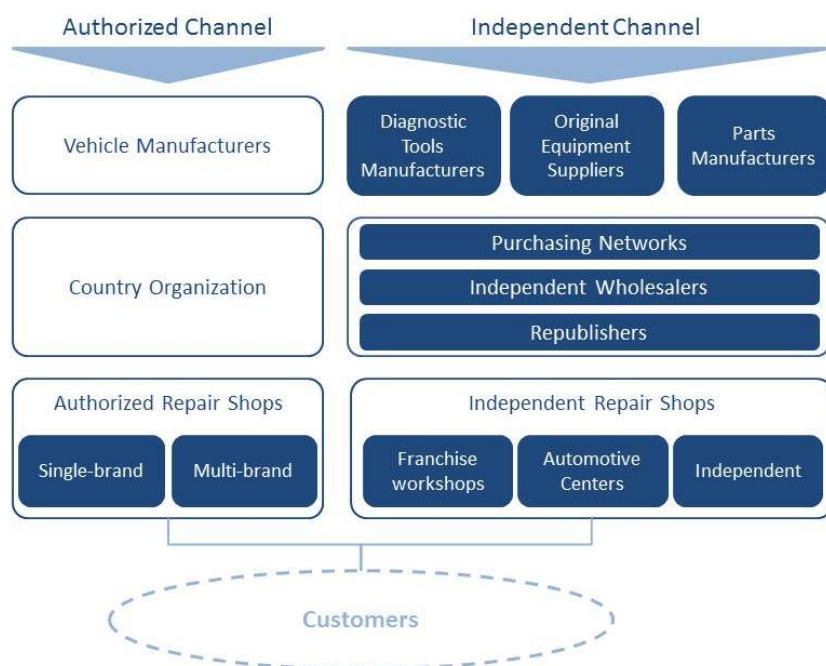 Authorized Channel
Independent Channel
Vehicle Manufacturers
Diagnostic
Tools
Manufacturers
Original
Equipment
Suppliers
Parts
Manufacturers
Country Organization
Purchasing Networks
Independent Wholesalers
Republishers
Authorized Repair Shops
Single-brand
Multi-brand
Independent Repair Shops
Franchise
workshops
Automotive
Centers
Independent
Customers